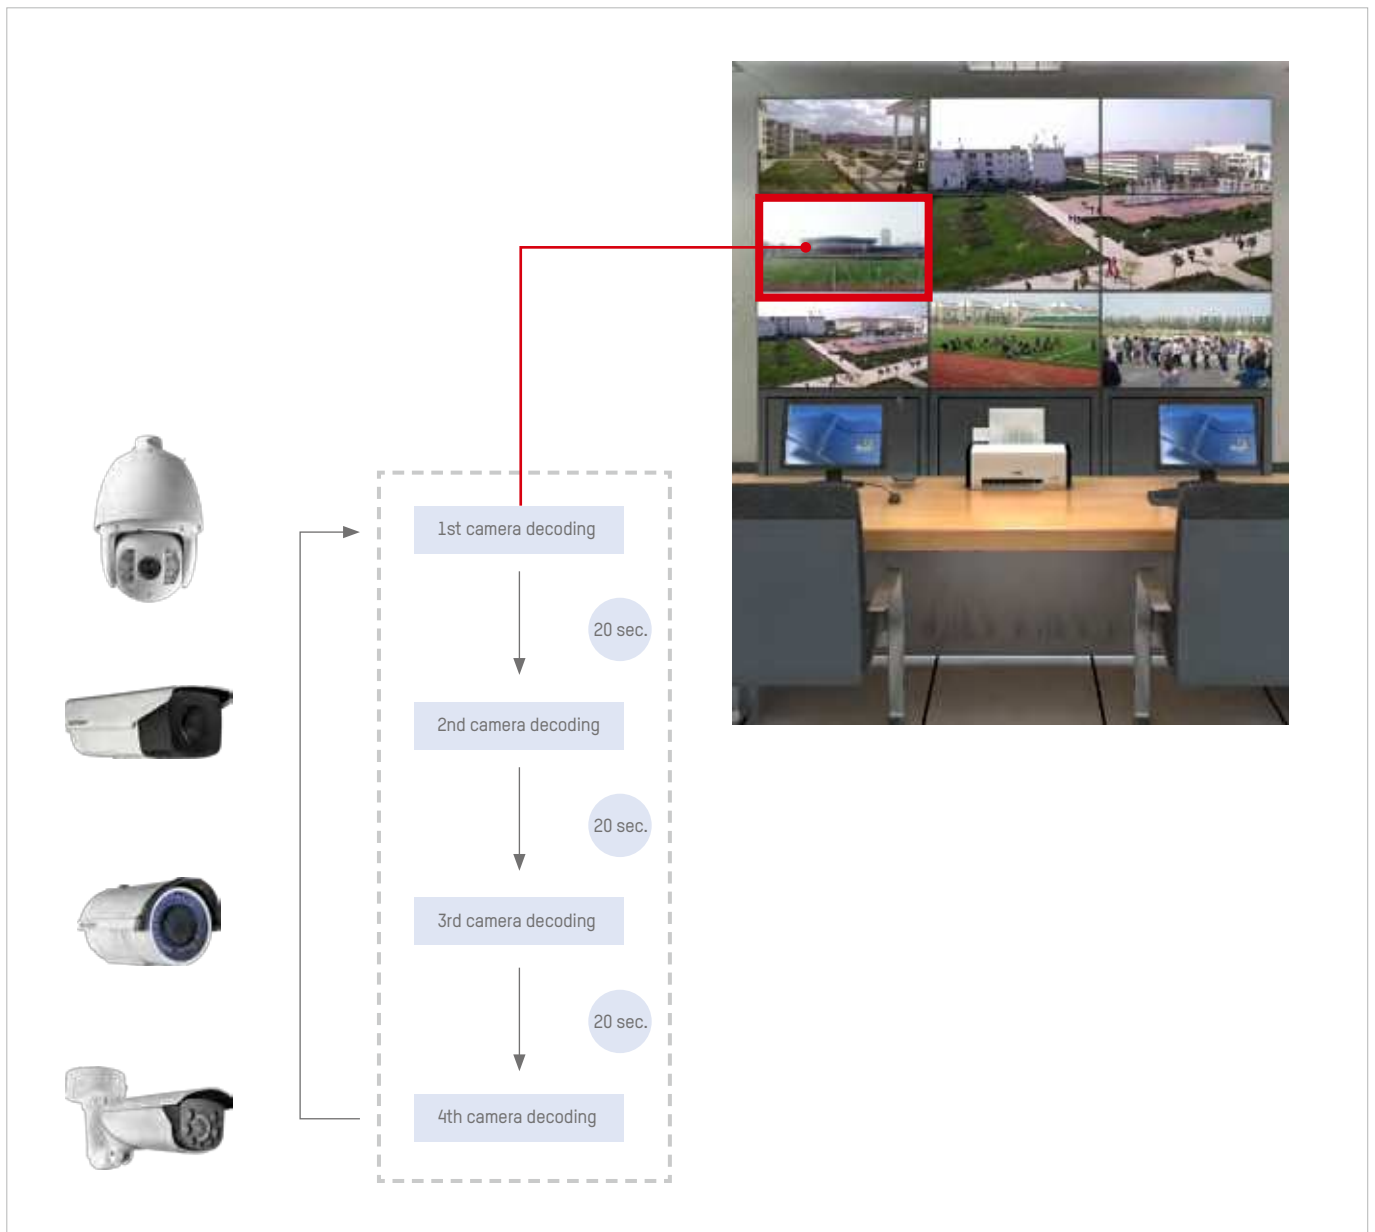 1st camera decoding
20 sec.
2nd camera decoding
20 sec.
3rd camera decoding
20 sec.
4th camera decoding